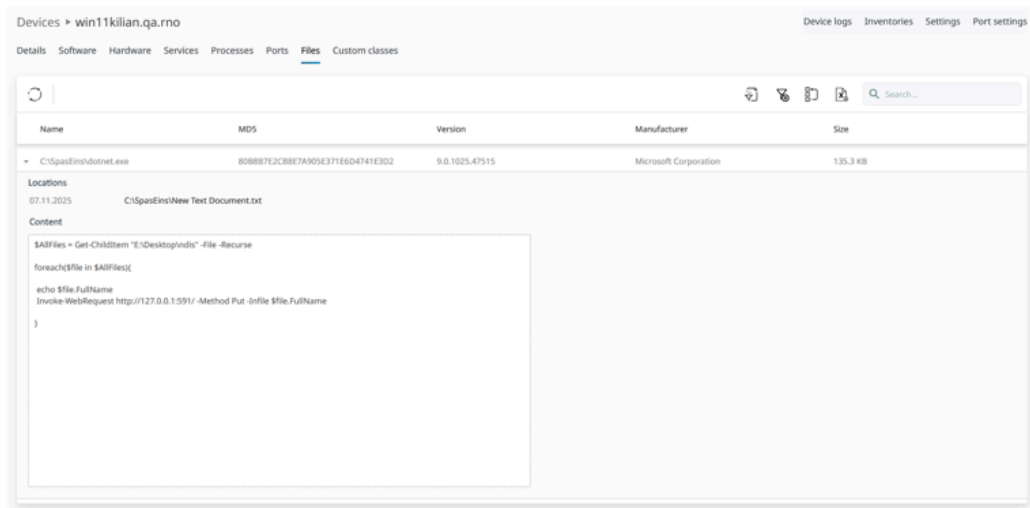 Devices ▸ win11kilian.qa.rno
Device logs Inventories Settings Port settings
Details Software Hardware Services Processes Ports Files Custom classes
Search...
Name MD5 Version Manufacturer Size
C:\SpasEins\dotnet.exe 80BBB7E2CB8E7A905E371E6D4741E3D2 9.0.1025.47515 Microsoft Corporation 135.3 KB
Locations
07.11.2025 C:\SpasEins\New Text Document.txt
Content
$AllFiles = Get-ChildItem "E:\Desktop\ndis" -File -Recurse
foreach($file in $AllFiles){
echo $file.FullName
Invoke-WebRequest http://127.0.0.1:591/ -Method Put -Infile $file.FullName
}